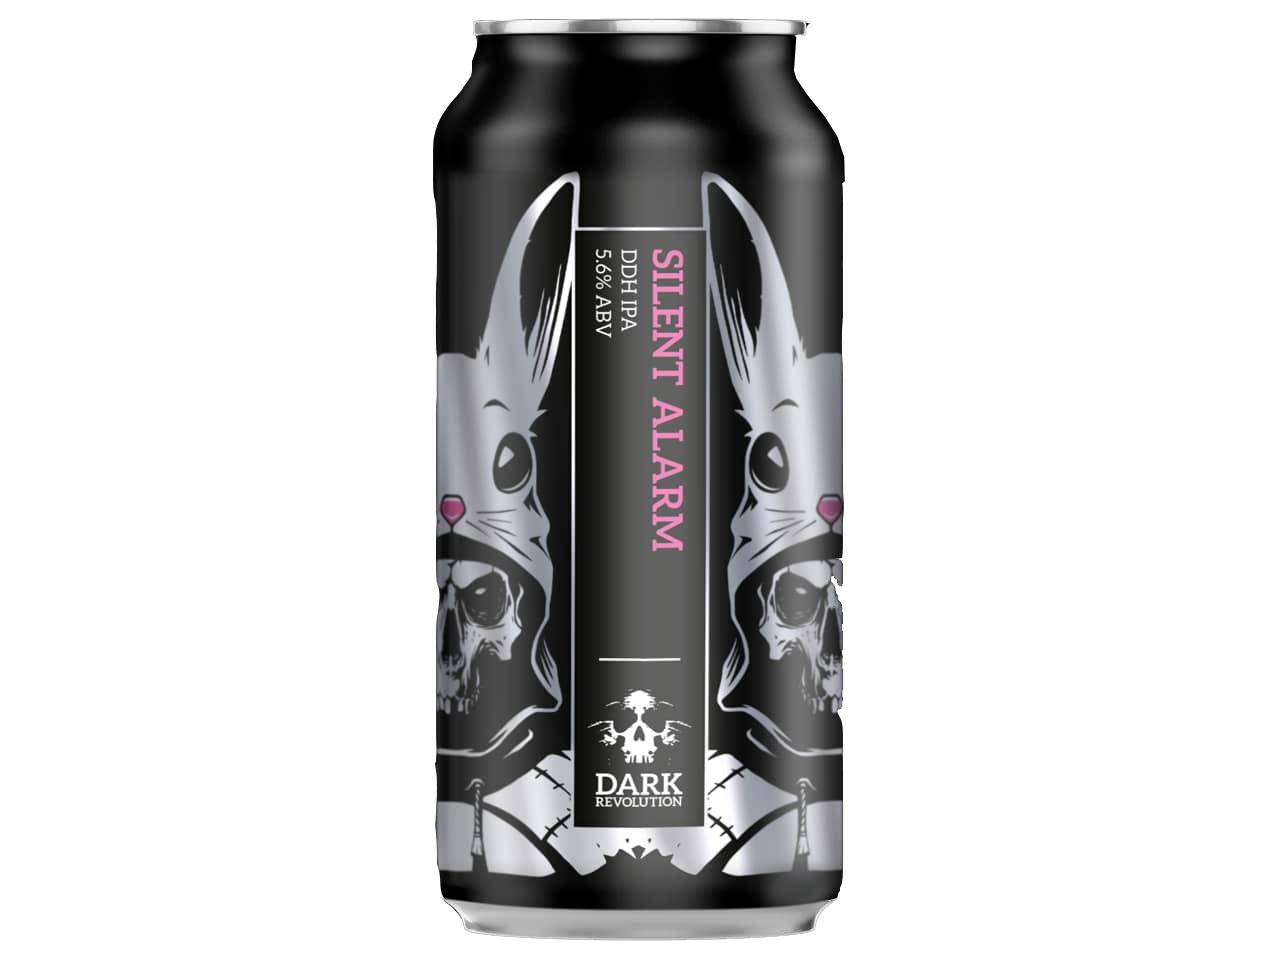 SILENT ALARM
DDH IPA
5.6% ABV
DARK
REVOLUTION